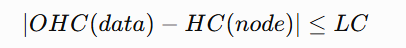 |OHC(data) − HC(node)| ≤ LC